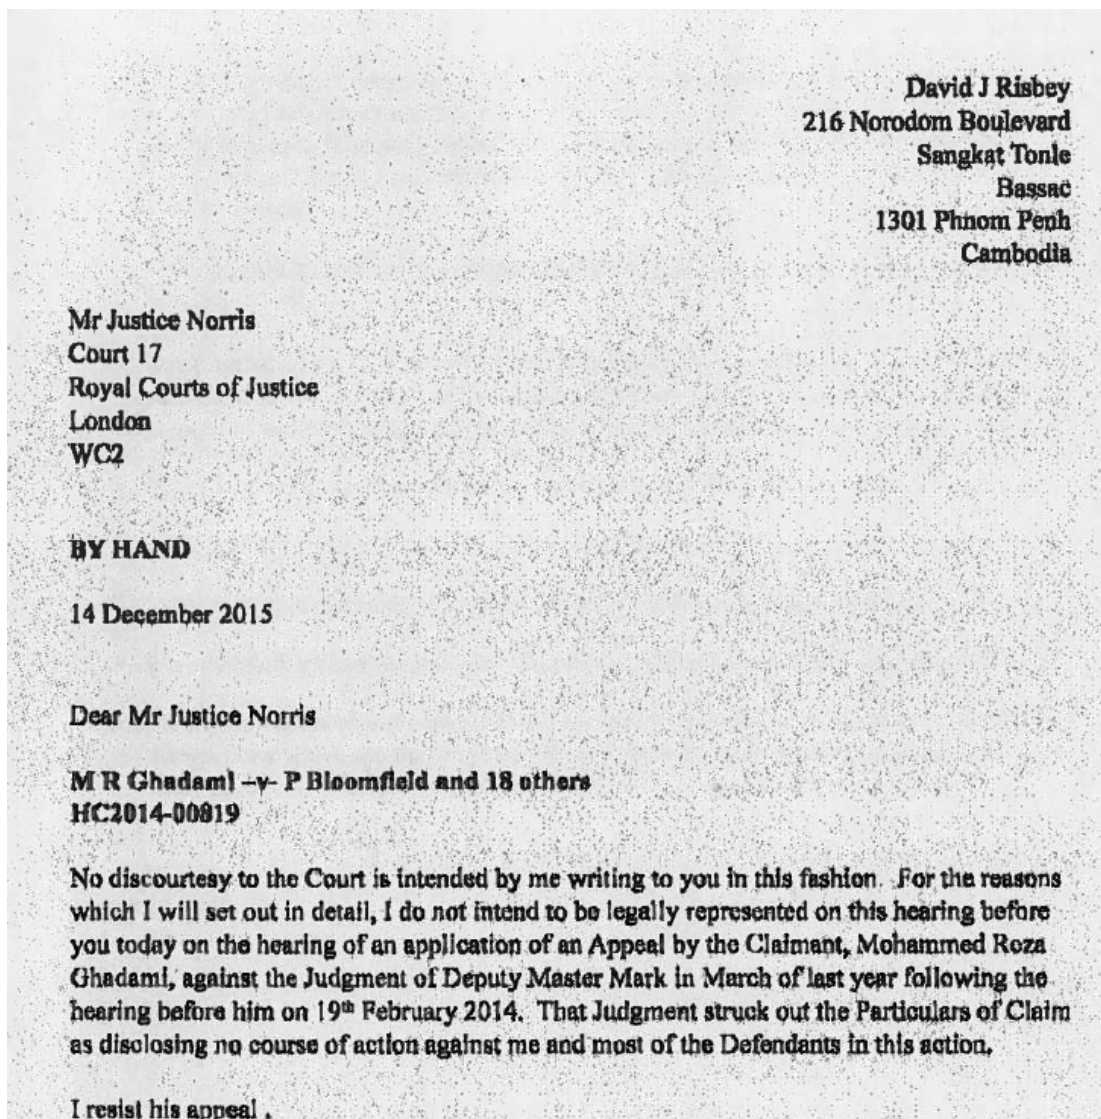 David J Risbey
216 Norodom Boulevard
Sangkat Tonle
Bassac
1301 Phnom Penh
Cambodia
Mr Justice Norris
Court 17
Royal Courts of Justice
London
WC2
BY HAND
14 December 2015
Dear Mr Justice Norris
M R Ghadami -v- P Bloomfield and 18 others
HC2014-00819
No discourtesy to the Court is intended by me writing to you in this fashion. For the reasons
which I will set out in detail, I do not intend to be legally represented on this hearing before
you today on the hearing of an application of an Appeal by the Claimant, Mohammed Reza
Ghadami, against the Judgment of Deputy Master Mark in March of last year following the
hearing before him on 19th February 2014. That Judgment struck out the Particulars of Claim
as disclosing no course of action against me and most of the Defendants in this action.
I resist his appeal .